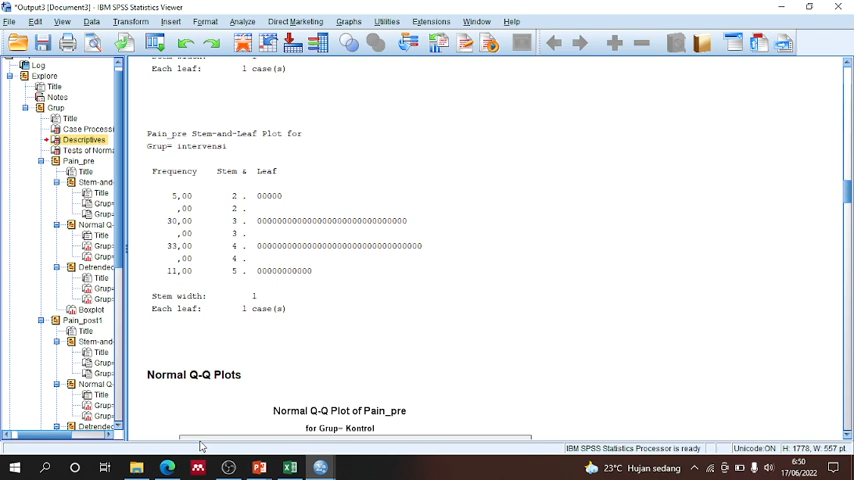 *Output3 [Document3] - IBM SPSS Statistics Viewer
File Edit View Data Transform Insert Format Analyze Direct Marketing Graphs Utilities Extensions Window Help
Log
Explore
Title
Notes
Grup
Title
Case Processi
Descriptives
Tests of Norma
Pain_pre
Title
Stem-and-
Title
Grup=
Grup=
Normal Q-
Title
Grup=
Grup=
Detrended
Title
Grup=
Grup=
Boxplot
Pain_post1
Title
Stem-and-
Title
Grup=
Grup=
Normal Q-
Title
Grup=
Grup=
Detrended
Stem width: 1
Each leaf: 1 case(s)
Pain_pre Stem-and-Leaf Plot for
Grup= intervensi
Frequency Stem & Leaf
5,00 2 . 00000
,00 2 .
30,00 3 . 000000000000000000000000000000
,00 3 .
33,00 4 . 000000000000000000000000000000000
,00 4 .
11,00 5 . 00000000000
Stem width: 1
Each leaf: 1 case(s)
Normal Q-Q Plots
Normal Q-Q Plot of Pain_pre
for Grup= Kontrol
IBM SPSS Statistics Processor is ready Unicode:ON H: 1778, W: 557 pt
23°C Hujan sedang
6:50
17/06/2022